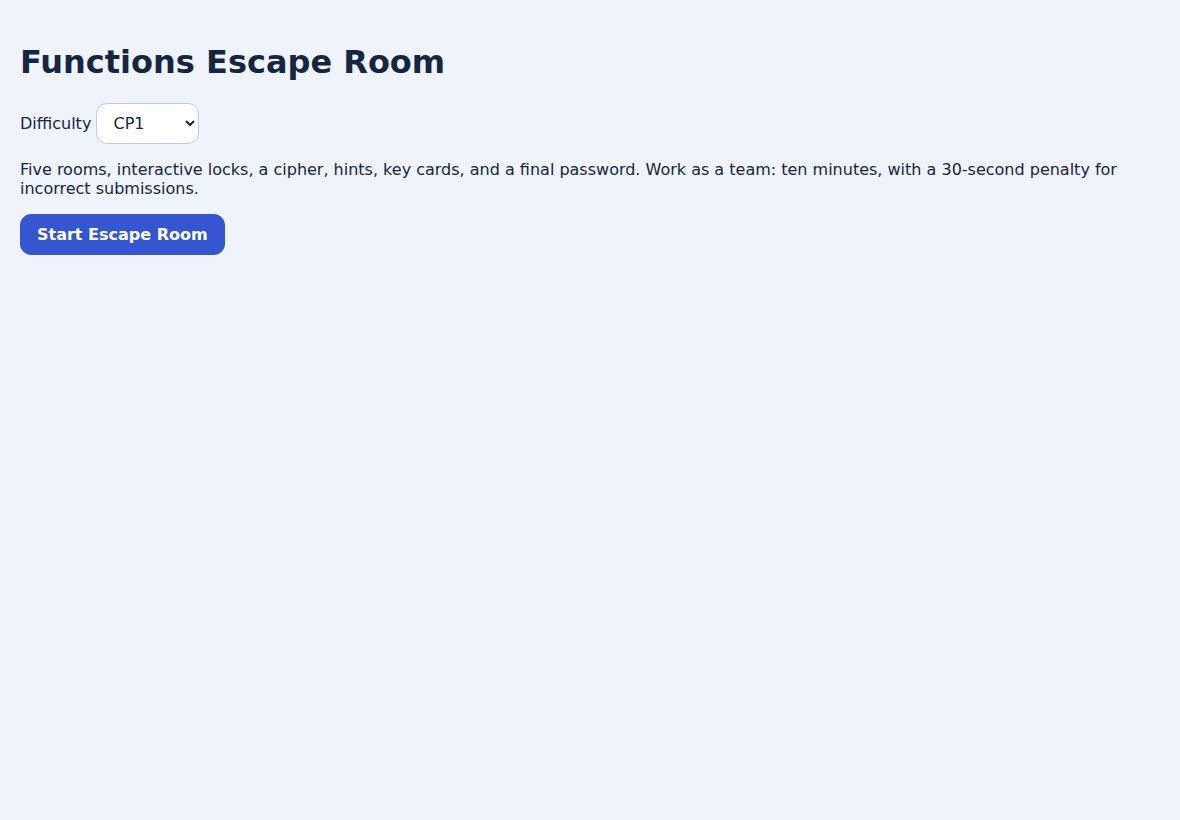 Functions Escape Room
Difficulty CP1
Five rooms, interactive locks, a cipher, hints, key cards, and a final password. Work as a team: ten minutes, with a 30-second penalty for
incorrect submissions.
Start Escape Room